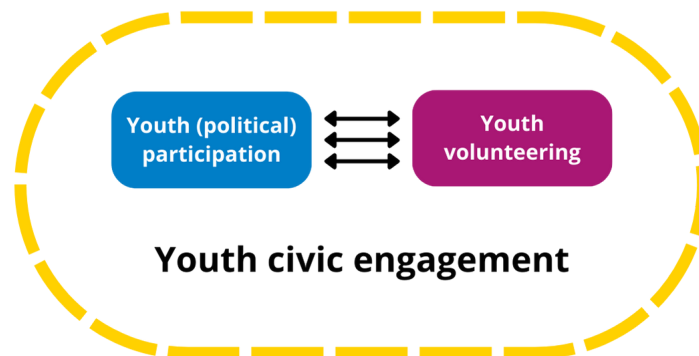 Youth (political)
participation
Youth
volunteering
Youth civic engagement